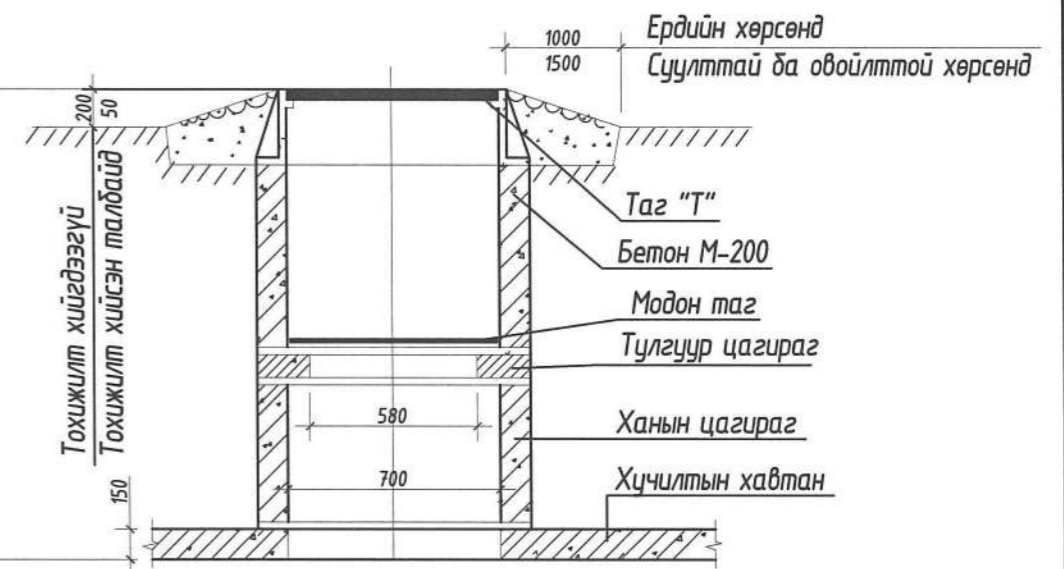 1000
1500
Ердийн хөрсөнд
Суулттай ба овойлттой хөрсөнд
200
50
Тохижилт хийгдээгүй
Тохижилт хийсэн талбайд
Таг "Т"
Бетон М-200
Модон таг
Тулгуур цагираг
580
Ханын цагираг
700
Хучилтын хавтан
150